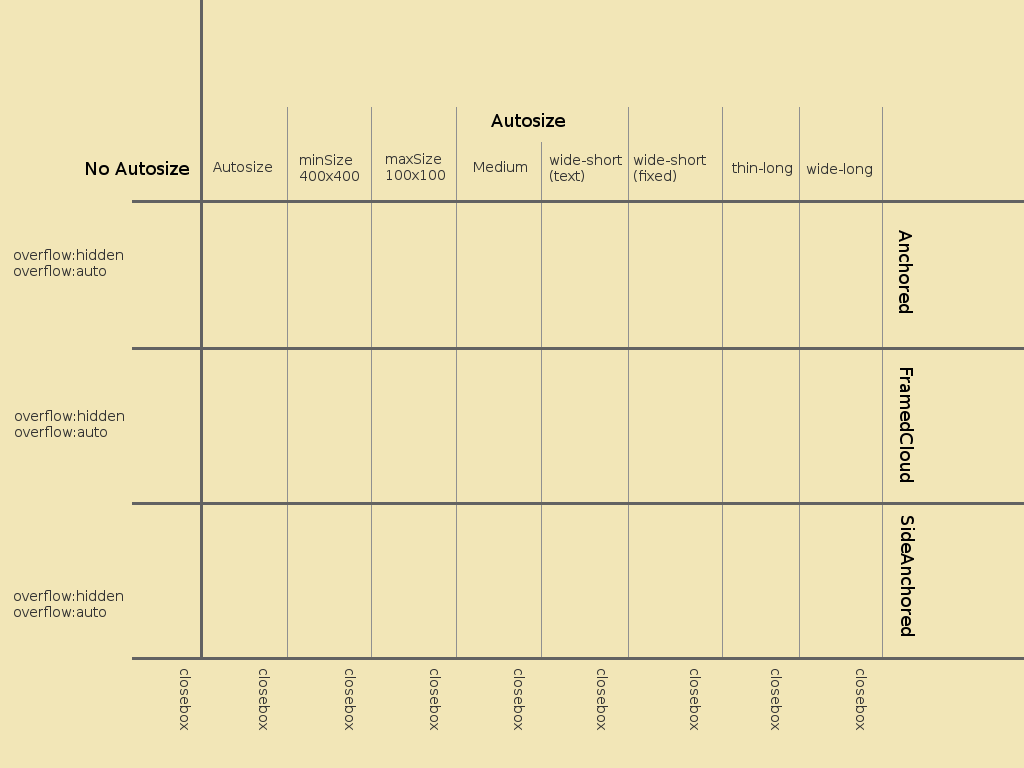 Autosize
No Autosize
Autosize
minSize
400x400
maxSize
100x100
Medium
wide-short
(text)
wide-short
(fixed)
thin-long
wide-long
overflow:hidden
overflow:auto
Anchored
overflow:hidden
overflow:auto
FramedCloud
overflow:hidden
overflow:auto
SideAnchored
closebox
closebox
closebox
closebox
closebox
closebox
closebox
closebox
closebox